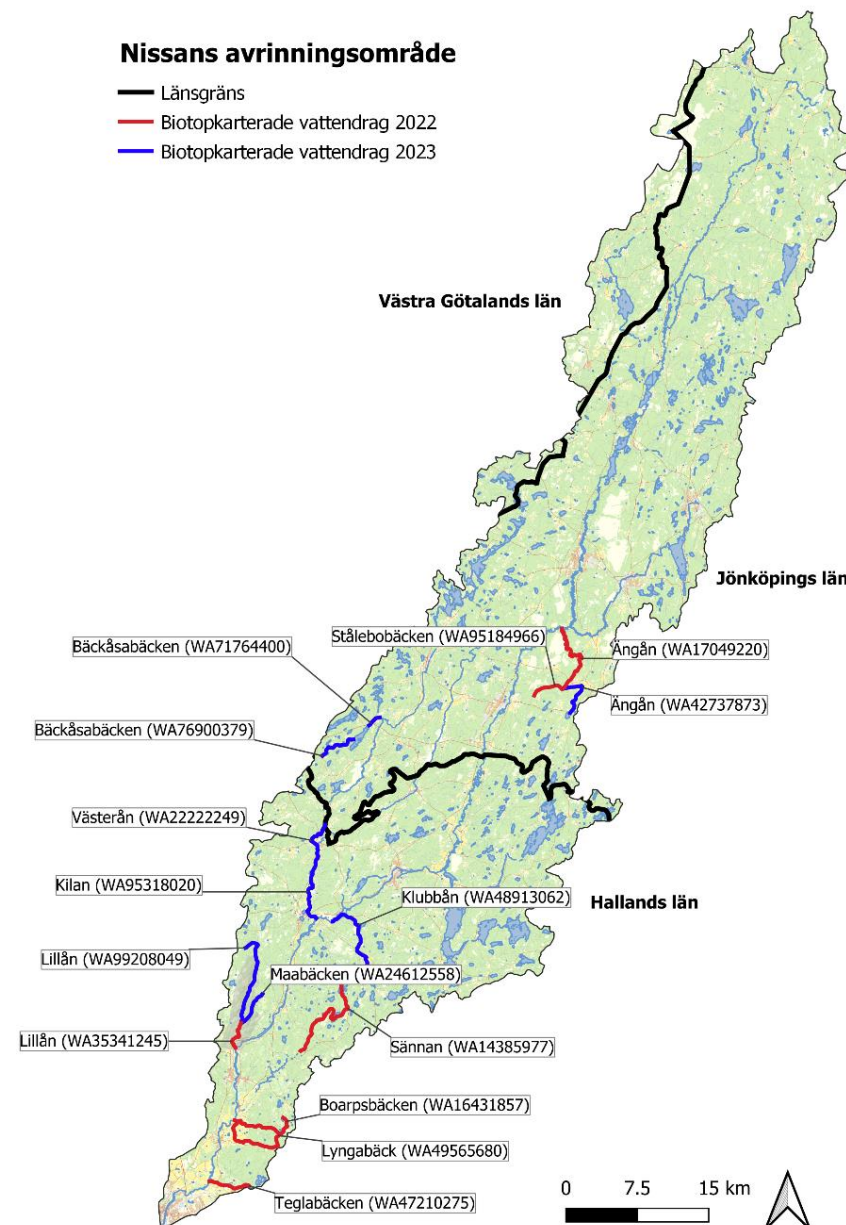 Nissans avrinningsområde
Länsgräns
Biotopkarterade vattendrag 2022
Biotopkarterade vattendrag 2023
Västra Götalands län
Jönköpings län
Stålebobäcken (WA95184966)
Bäckåsabäcken (WA71764400)
Ängån (WA17049220)
Ängån (WA42737873)
Bäckåsabäcken (WA76900379)
Västerån (WA22222249)
Kilan (WA95318020)
Klubbån (WA48913062)
Hallands län
Lillån (WA99208049)
Maabäcken (WA24612558)
Lillån (WA35341245)
Sännan (WA14385977)
Boarpsbäcken (WA16431857)
Lyngabäck (WA49565680)
Teglabäcken (WA47210275)
0 7.5 15 km